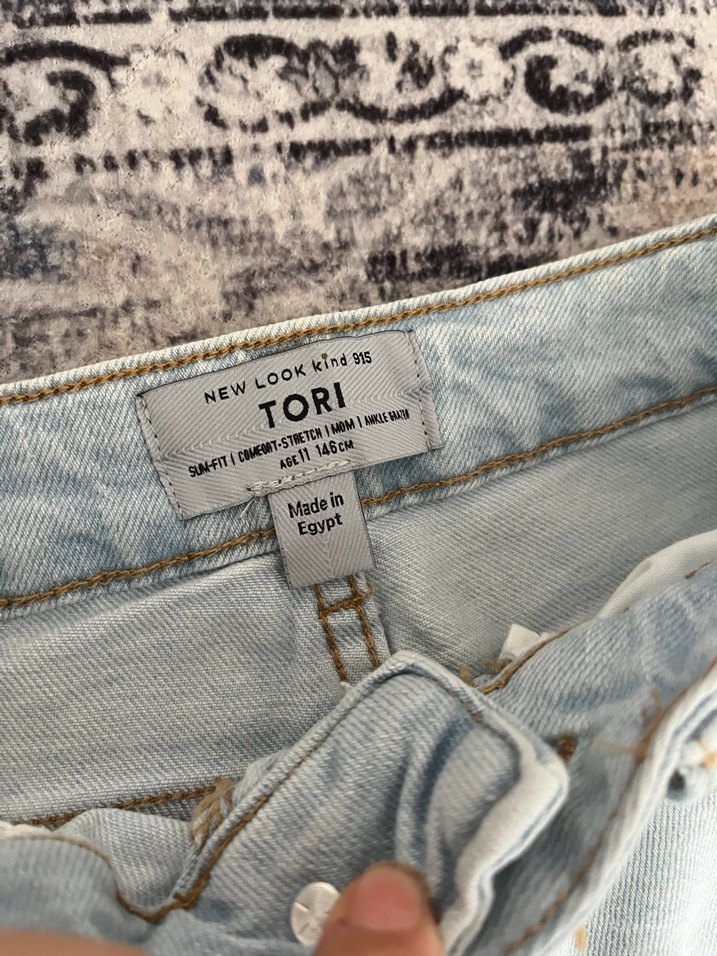 NEW LOOK kind 915
TORI
SLIM-FIT | COMFORT-STRETCH | MOM | ANKLE GRAZER
AGE 11 146CM
Made in
Egypt